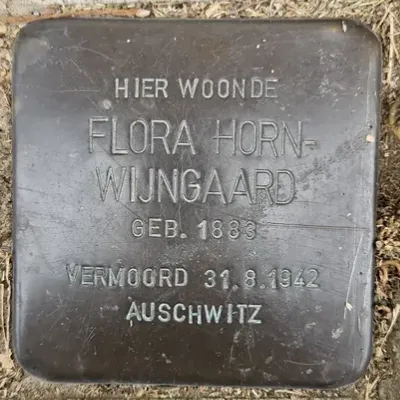 HIER WOONDE
FLORA HORN-
WIJNGAARD
GEB. 1883
VERMOORD 31.8.1942
AUSCHWITZ